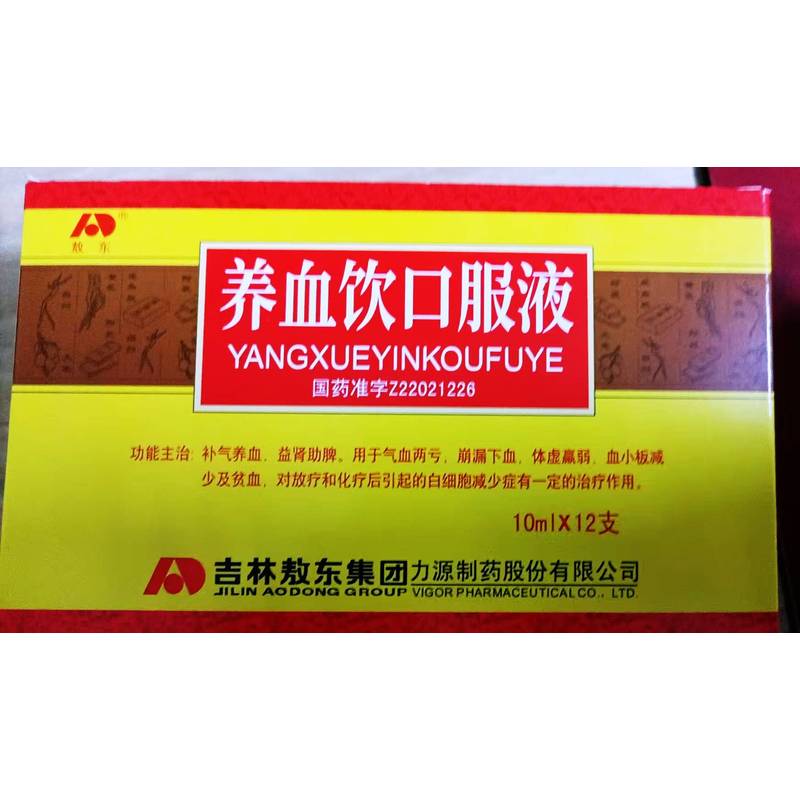 敖东
养血饮口服液
YANGXUEYINKOUFUYE
国药准字Z22021226
功能主治: 补气养血, 益肾助脾。用于气血两亏, 崩漏下血, 体虚羸弱, 血小板减
少及贫血, 对放疗和化疗后引起的白细胞减少症有一定的治疗作用。
10ml X 12支
吉林敖东集团力源制药股份有限公司
JILIN AODONG GROUP VIGOR PHARMACEUTICAL CO., LTD.